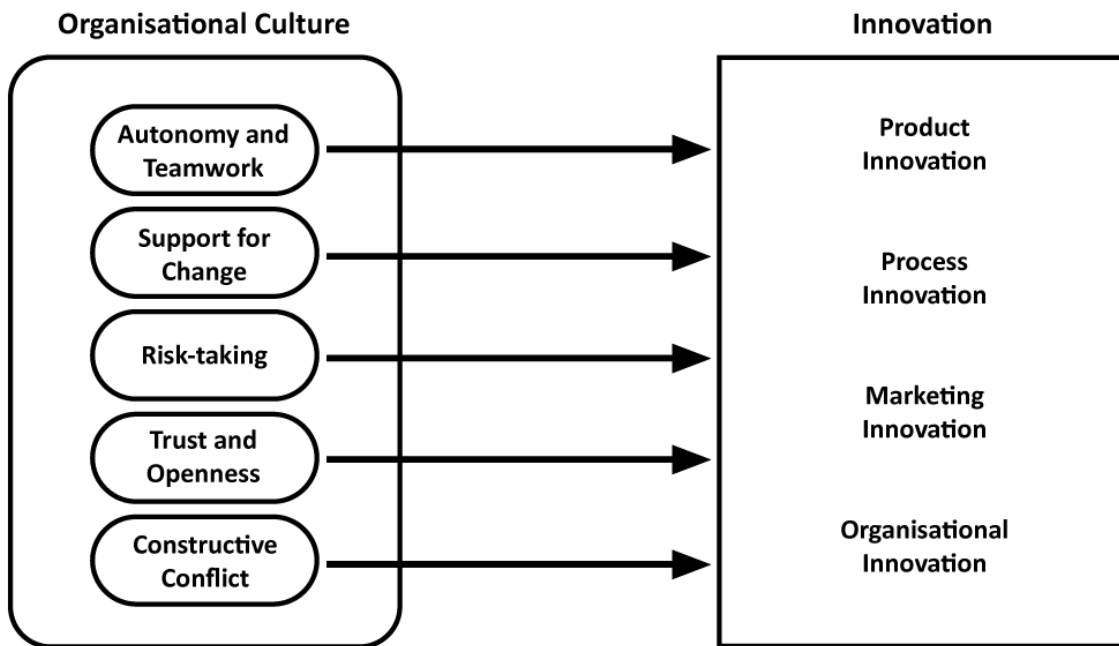 Organisational Culture
Autonomy and
Teamwork
Support for
Change
Risk-taking
Trust and
Openness
Constructive
Conflict
Innovation
Product
Innovation
Process
Innovation
Marketing
Innovation
Organisational
Innovation